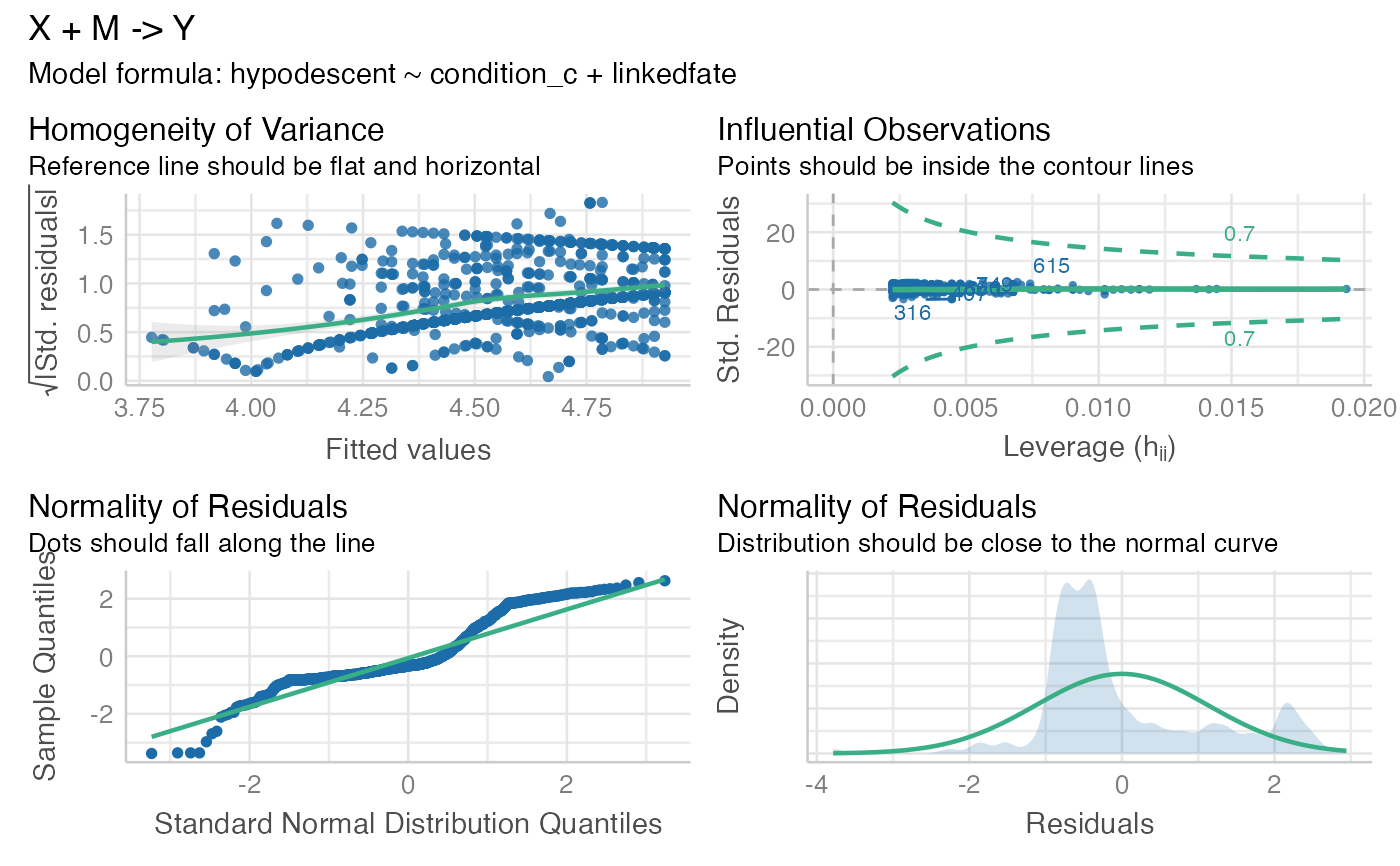 X + M -> Y
Model formula: hypodescent ~ condition_c + linkedfate
Homogeneity of Variance
Reference line should be flat and horizontal
√|Std. residuals|
1.5
1.0
0.5
0.0
3.75 4.00 4.25 4.50 4.75
Fitted values
Influential Observations
Points should be inside the contour lines
Std. Residuals
20
0
-20
0.7
615
316
0.7
0.000 0.005 0.010 0.015 0.020
Leverage (hii)
Normality of Residuals
Dots should fall along the line
Sample Quantiles
2
0
-2
-2 0 2
Standard Normal Distribution Quantiles
Normality of Residuals
Distribution should be close to the normal curve
Density
-4 -2 0 2
Residuals